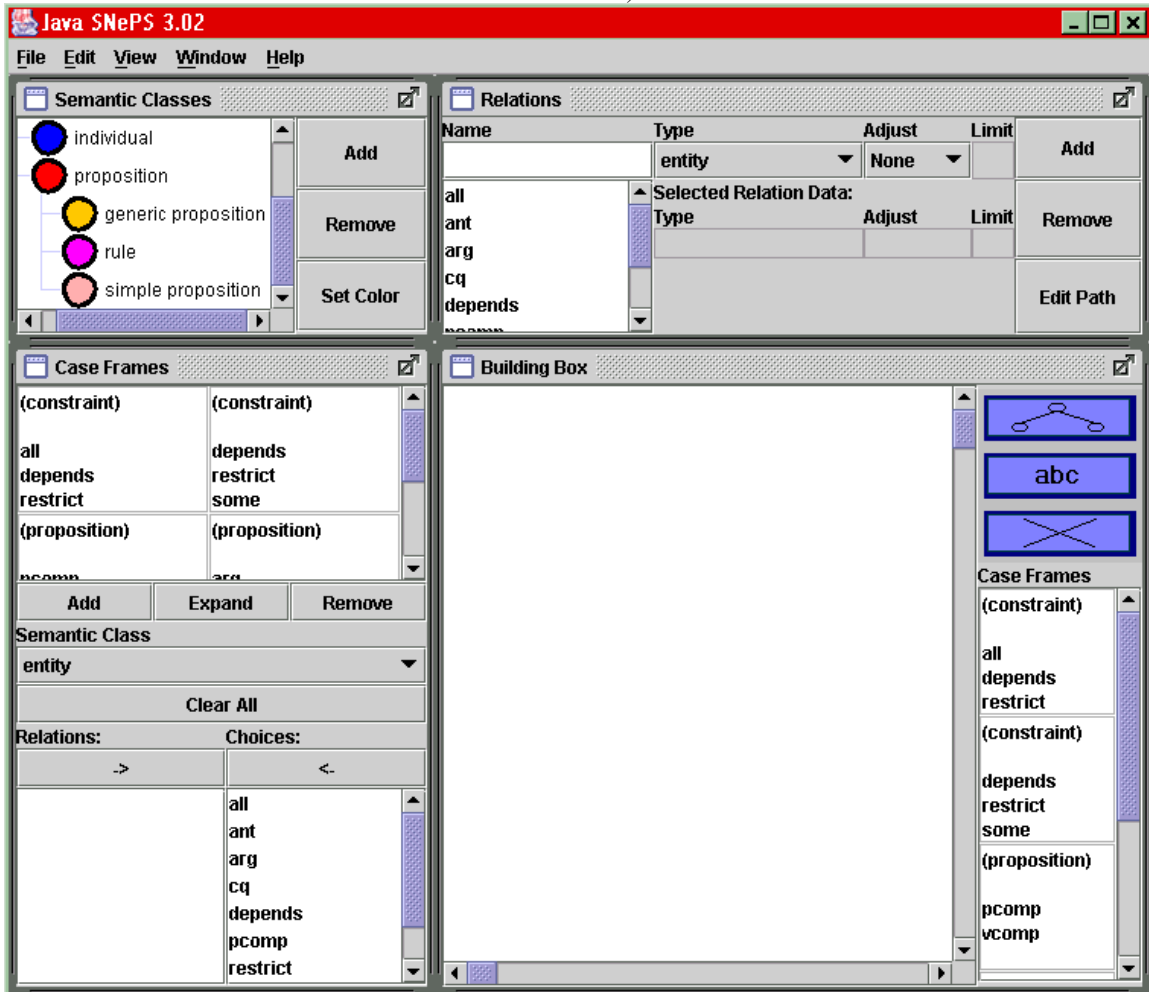 Java SNePS 3.02
File Edit View Window Help
Semantic Classes
individual
proposition
generic proposition
rule
simple proposition
Add
Remove
Set Color
Relations
Name Type Adjust Limit
entity None
Add
all
ant
arg
cq
depends
pcomp
Selected Relation Data:
Type Adjust Limit
Remove
Edit Path
Case Frames
(constraint) (constraint)
all depends
depends restrict
restrict some
(proposition) (proposition)
pcomp arg
Add Expand Remove
Semantic Class
entity
Clear All
Relations: Choices:
-> <-
all
ant
arg
cq
depends
pcomp
restrict
Building Box
abc
Case Frames
(constraint)
all
depends
restrict
(constraint)
depends
restrict
some
(proposition)
pcomp
vcomp